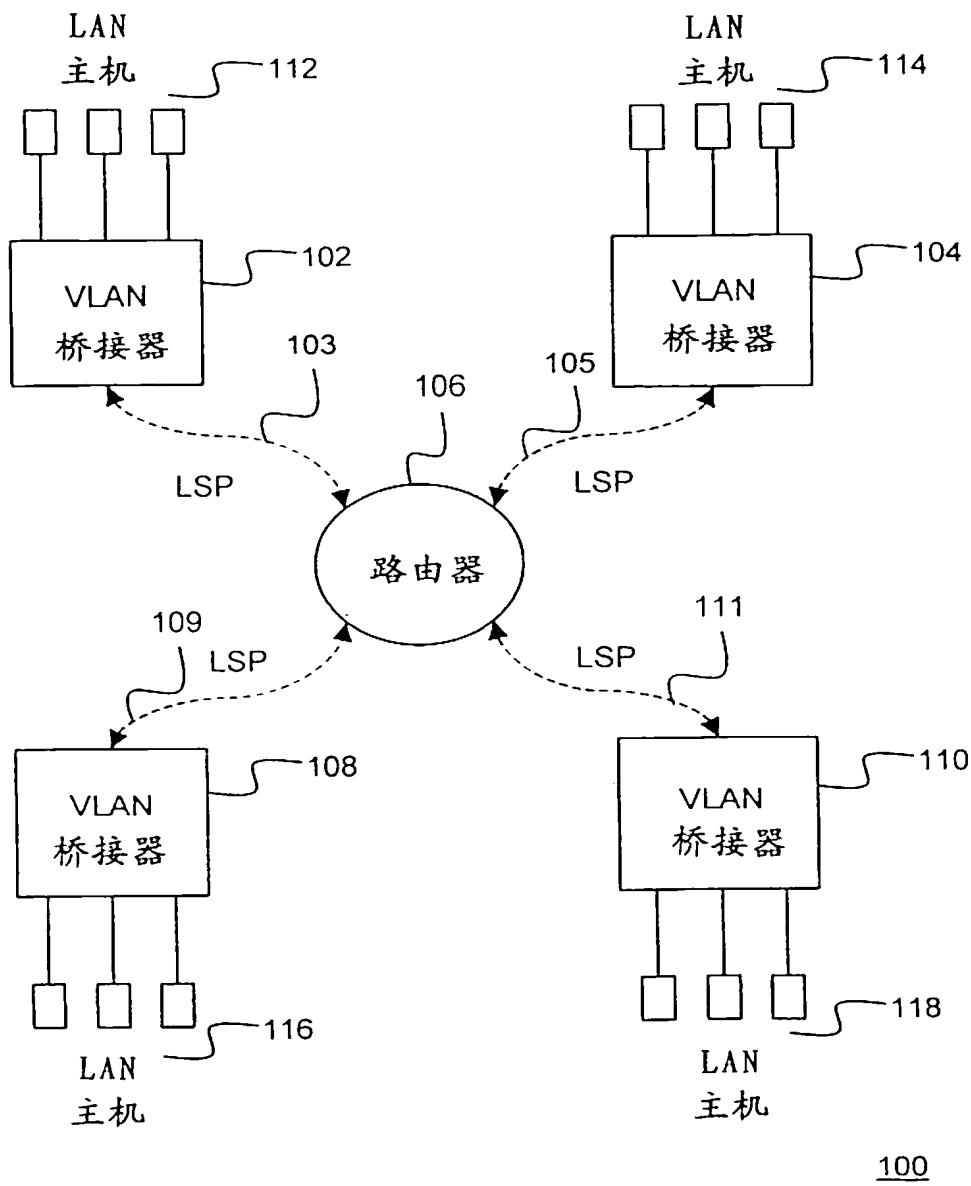 LAN
主机
112
LAN
主机
114
102
VLAN
桥接器
104
VLAN
桥接器
103
105
106
LSP
LSP
路由器
109
LSP
111
LSP
108
VLAN
桥接器
110
VLAN
桥接器
116
LAN
主机
118
LAN
主机
100